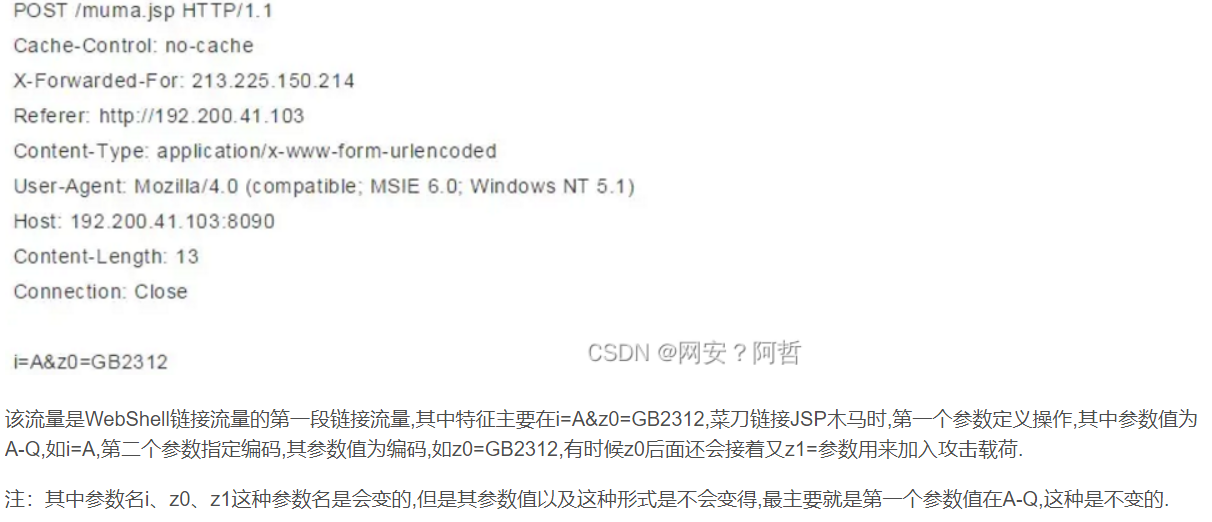 POST /muma.jsp HTTP/1.1
Cache-Control: no-cache
X-Forwarded-For: 213.225.150.214
Referer: http://192.200.41.103
Content-Type: application/x-www-form-urlencoded
User-Agent: Mozilla/4.0 (compatible; MSIE 6.0; Windows NT 5.1)
Host: 192.200.41.103:8090
Content-Length: 13
Connection: Close
i=A&z0=GB2312
CSDN @网安？阿哲
该流量是WebShell链接流量的第一段链接流量,其中特征主要在i=A&z0=GB2312,菜刀链接JSP木马时,第一个参数定义操作,其中参数值为
A-Q,如i=A,第二个参数指定编码,其参数值为编码,如z0=GB2312,有时候z0后面还会接着又z1=参数用来加入攻击载荷.
注：其中参数名i、z0、z1这种参数名是会变的,但是其参数值以及这种形式是不会变得,最主要就是第一个参数值在A-Q,这种是不变的.